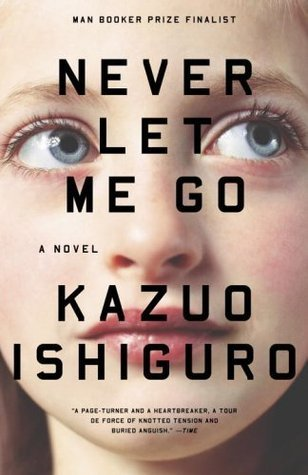 MAN BOOKER PRIZE FINALIST
NEVER
LET
ME GO
A NOVEL
KAZUO
ISHIGURO
"A PAGE-TURNER AND A HEARTBREAKER, A TOUR
DE FORCE OF KNOTTED TENSION AND
BURIED ANGUISH." —TIME